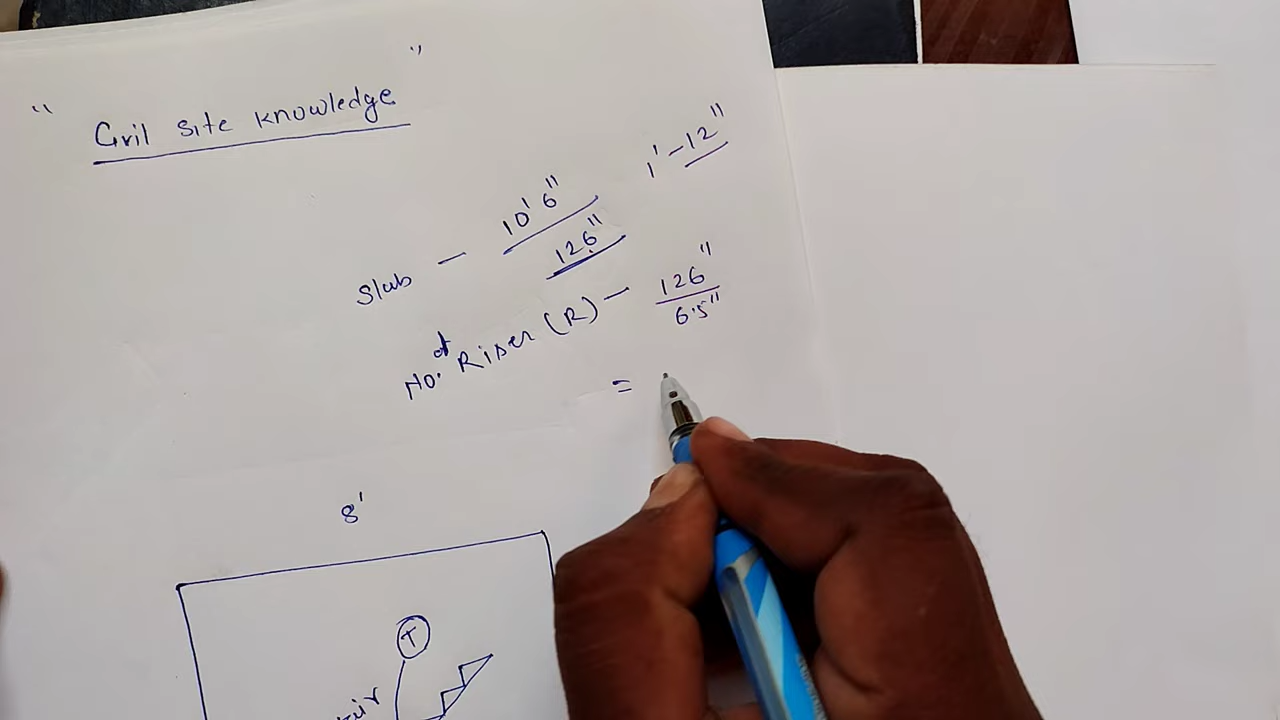 " Civil site knowledge "
1' - 12"
Slab - 10' 6"
126"
No. of Riser (R) - 126" / 6.5"
=
8'
T